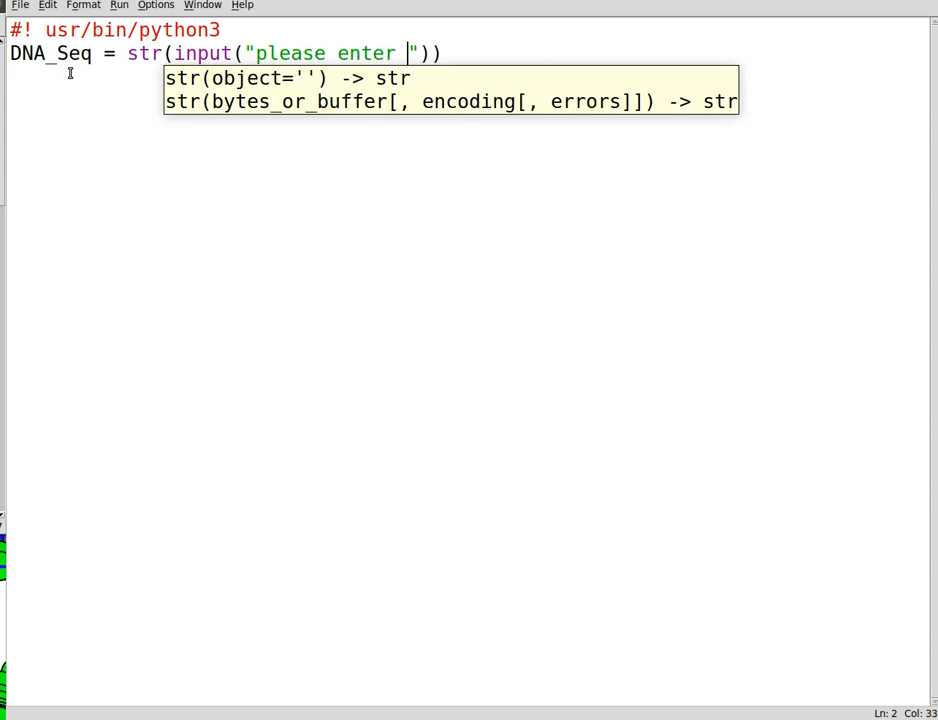 File Edit Format Run Options Window Help
#! usr/bin/python3
DNA_Seq = str(input("please enter "))
str(object='') -> str
str(bytes_or_buffer[, encoding[, errors]]) -> str
Ln: 2 Col: 33